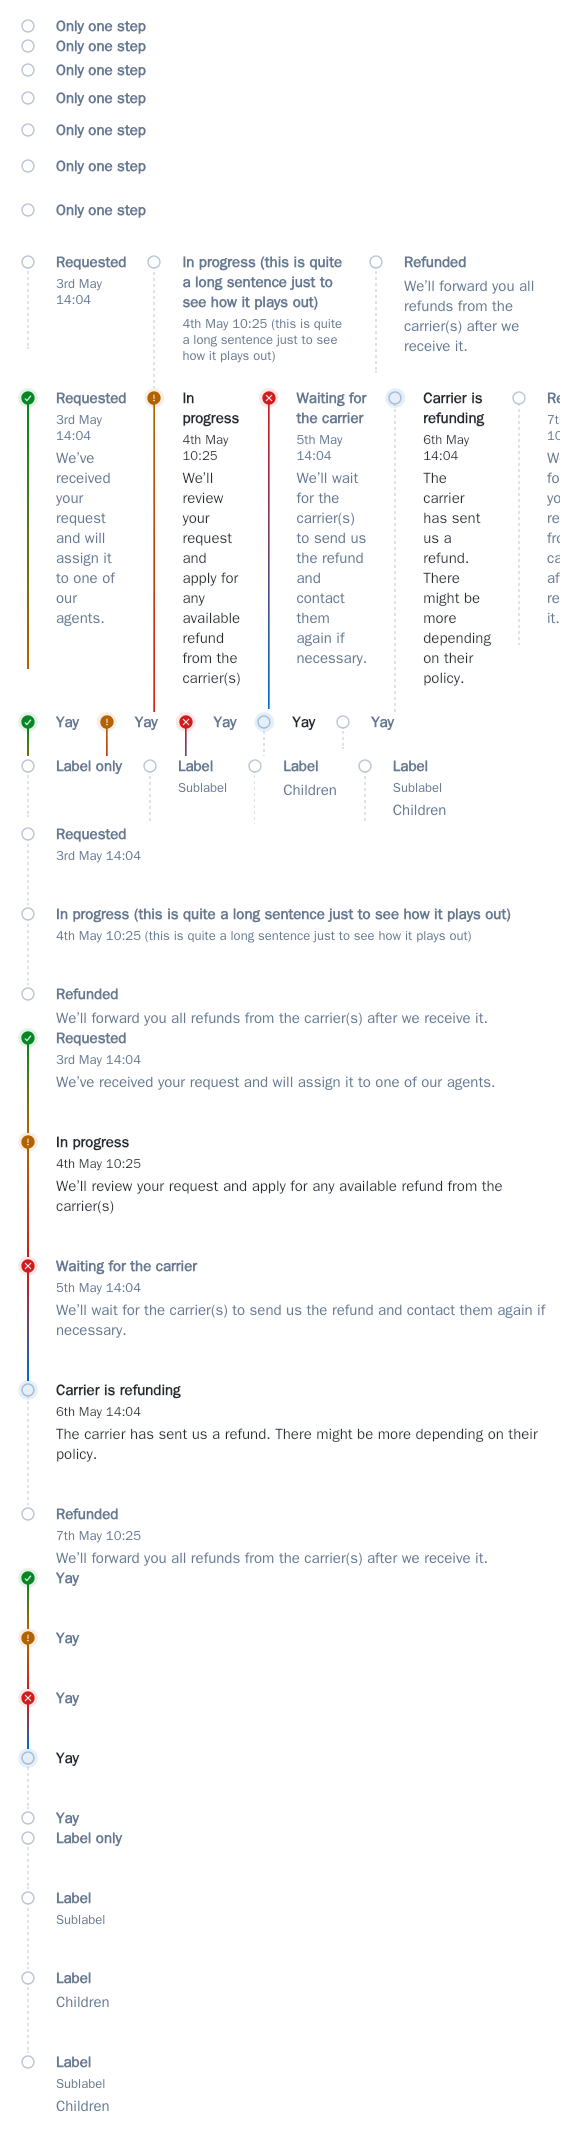 Only one step
Only one step
Only one step
Only one step
Only one step
Only one step
Only one step
Requested
3rd May
14:04
In progress (this is quite
a long sentence just to
see how it plays out)
4th May 10:25 (this is quite
a long sentence just to see
how it plays out)
Refunded
We'll forward you all
refunds from the
carrier(s) after we
receive it.
Requested
3rd May
14:04
We've
received
your
request
and will
assign it
to one of
our
agents.
In
progress
4th May
10:25
We'll
review
your
request
and
apply for
any
available
refund
from the
carrier(s)
Waiting for
the carrier
5th May
14:04
We'll wait
for the
carrier(s)
to send us
the refund
and
contact
them
again if
necessary.
Carrier is
refunding
6th May
14:04
The
carrier
has sent
us a
refund.
There
might be
more
depending
on their
policy.
it.
Yay
Yay
Yay
Yay
Yay
Label only
Label
Sublabel
Label
Children
Label
Sublabel
Children
Requested
3rd May 14:04
In progress (this is quite a long sentence just to see how it plays out)
4th May 10:25 (this is quite a long sentence just to see how it plays out)
Refunded
We'll forward you all refunds from the carrier(s) after we receive it.
Requested
3rd May 14:04
We've received your request and will assign it to one of our agents.
In progress
4th May 10:25
We'll review your request and apply for any available refund from the
carrier(s)
Waiting for the carrier
5th May 14:04
We'll wait for the carrier(s) to send us the refund and contact them again if
necessary.
Carrier is refunding
6th May 14:04
The carrier has sent us a refund. There might be more depending on their
policy.
Refunded
7th May 10:25
We'll forward you all refunds from the carrier(s) after we receive it.
Yay
Yay
Yay
Yay
Yay
Label only
Label
Sublabel
Label
Children
Label
Sublabel
Children